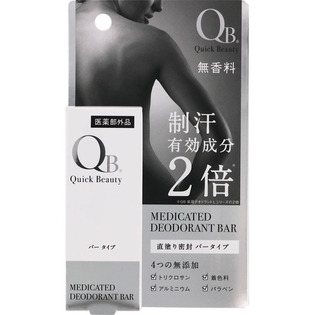 QB®
Quick Beauty
無香料
制汗
有効成分
2倍
MEDICATED
DEODORANT BAR
直塗り密封 バータイプ
4つの無添加
トリクロサン
着色料
アルミニウム
パラベン
医薬部外品
QB®
Quick Beauty
バー タイプ
MEDICATED
DEODORANT BAR